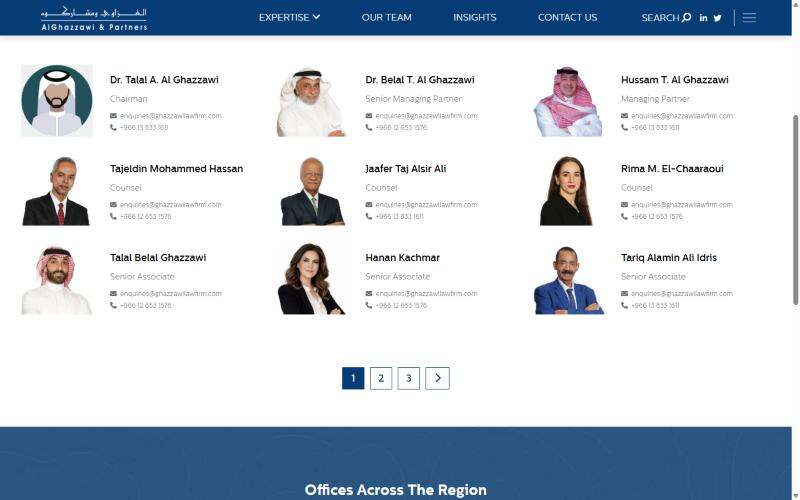 الغزاوي ومشاركوه
AlGhazzawi & Partners
EXPERTISE
OUR TEAM
INSIGHTS
CONTACT US
SEARCH
Dr. Talal A. Al Ghazzawi
Chairman
enquiries@ghazzawilawfirm.com
+966 13 833 1611
Dr. Belal T. Al Ghazzawi
Senior Managing Partner
enquiries@ghazzawilawfirm.com
+966 12 653 1576
Hussam T. Al Ghazzawi
Managing Partner
enquiries@ghazzawilawfirm.com
+966 13 833 1611
Tajeldin Mohammed Hassan
Counsel
enquiries@ghazzawilawfirm.com
+966 12 653 1576
Jaafer Taj Alsir Ali
Counsel
enquiries@ghazzawilawfirm.com
+966 13 833 1611
Rima M. El-Chaaraoui
Counsel
enquiries@ghazzawilawfirm.com
+966 12 653 1576
Talal Belal Ghazzawi
Senior Associate
enquiries@ghazzawilawfirm.com
+966 12 653 1576
Hanan Kachmar
Senior Associate
enquiries@ghazzawilawfirm.com
+966 12 653 1576
Tariq Alamin Ali Idris
Senior Associate
enquiries@ghazzawilawfirm.com
+966 13 833 1611
1 2 3
Offices Across The Region